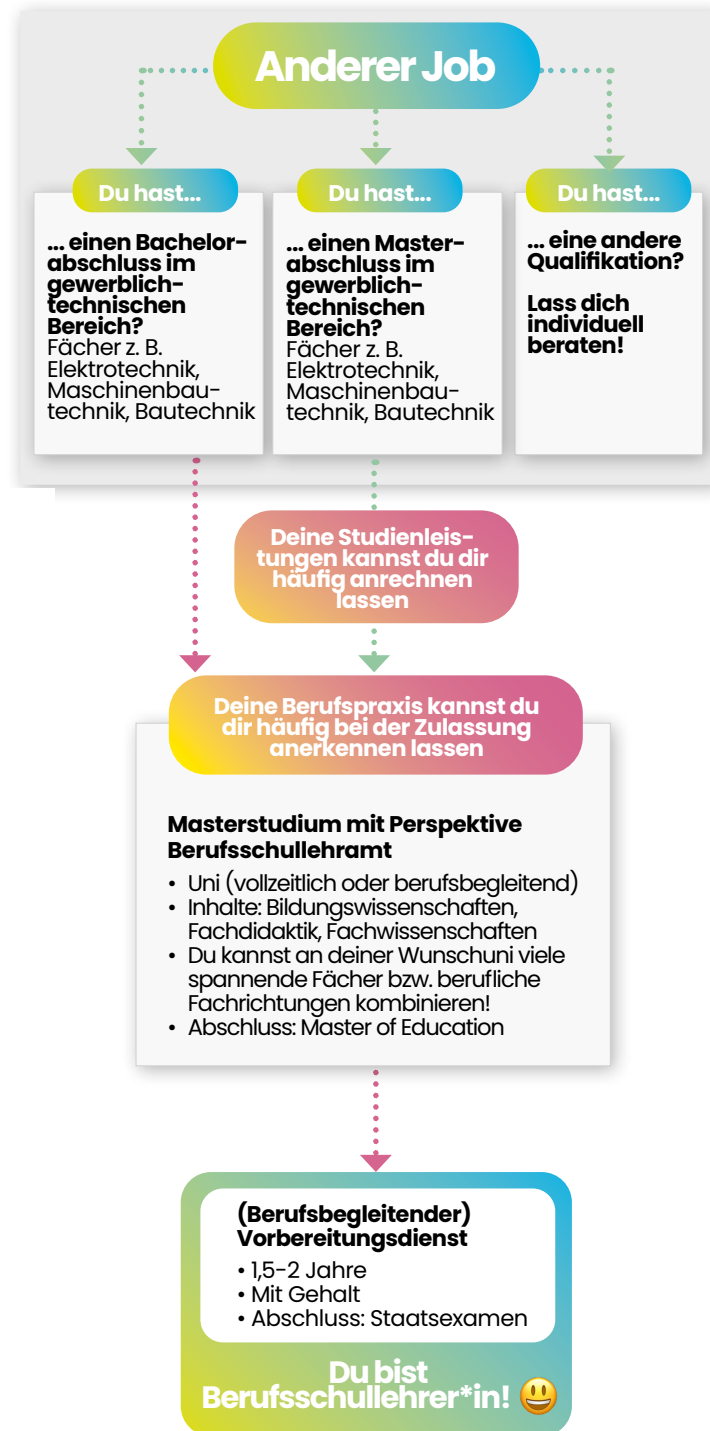 Anderer Job
Du hast...
... einen Bachelor-
abschluss im
gewerblich-
technischen
Bereich?
Fächer z. B.
Elektrotechnik,
Maschinenbau-
technik, Bautechnik
Du hast...
... einen Master-
abschluss im
gewerblich-
technischen
Bereich?
Fächer z. B.
Elektrotechnik,
Maschinenbau-
technik, Bautechnik
Du hast...
... eine andere
Qualifikation?
Lass dich
individuell
beraten!
Deine Studienleis-
tungen kannst du dir
häufig anrechnen
lassen
Deine Berufspraxis kannst du
dir häufig bei der Zulassung
anerkennen lassen
Masterstudium mit Perspektive
Berufsschullehramt
• Uni (vollzeitlich oder berufsbegleitend)
• Inhalte: Bildungswissenschaften,
Fachdidaktik, Fachwissenschaften
• Du kannst an deiner Wunschuni viele
spannende Fächer bzw. berufliche
Fachrichtungen kombinieren!
• Abschluss: Master of Education
(Berufsbegleitender)
Vorbereitungsdienst
• 1,5-2 Jahre
• Mit Gehalt
• Abschluss: Staatsexamen
Du bist
Berufsschullehrer*in! 😃